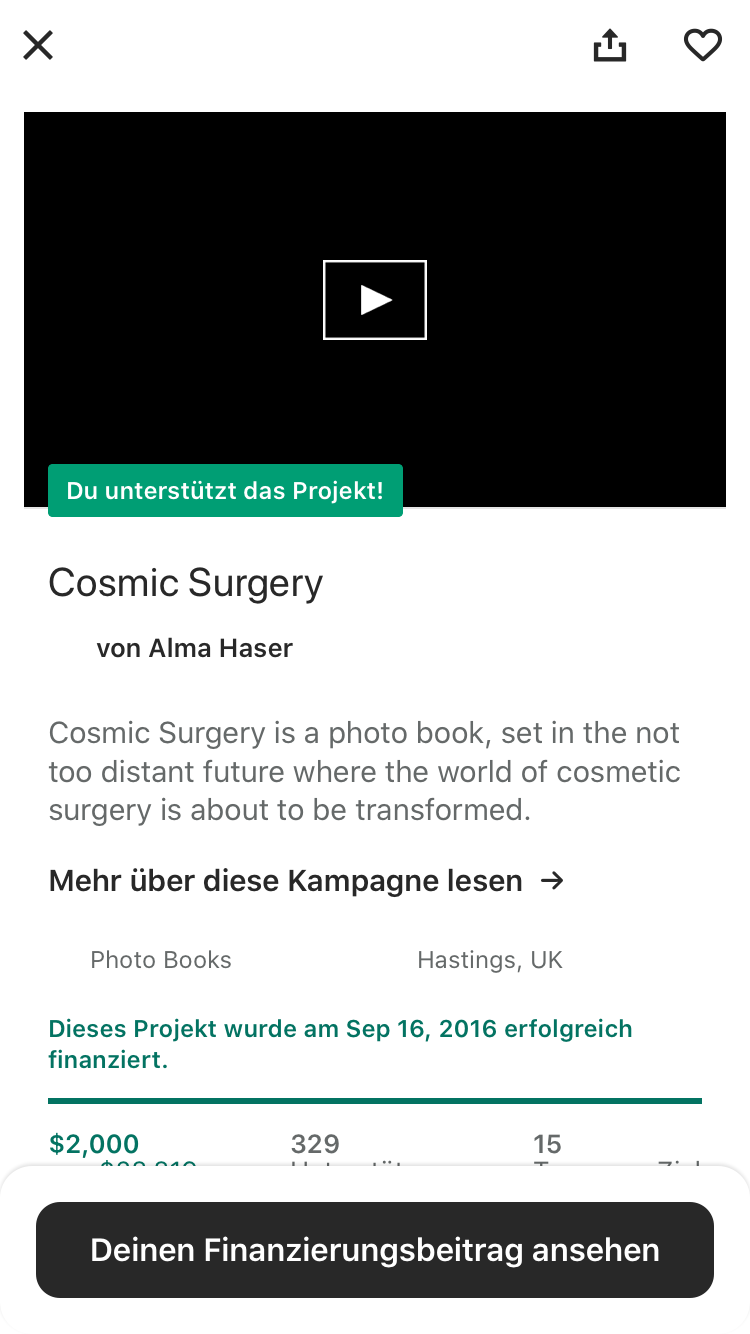 Du unterstützt das Projekt!
Cosmic Surgery
von Alma Haser
Cosmic Surgery is a photo book, set in the not
too distant future where the world of cosmetic
surgery is about to be transformed.
Mehr über diese Kampagne lesen →
Photo Books Hastings, UK
Dieses Projekt wurde am Sep 16, 2016 erfolgreich
finanziert.
$2,000 329 15
Deinen Finanzierungsbeitrag ansehen